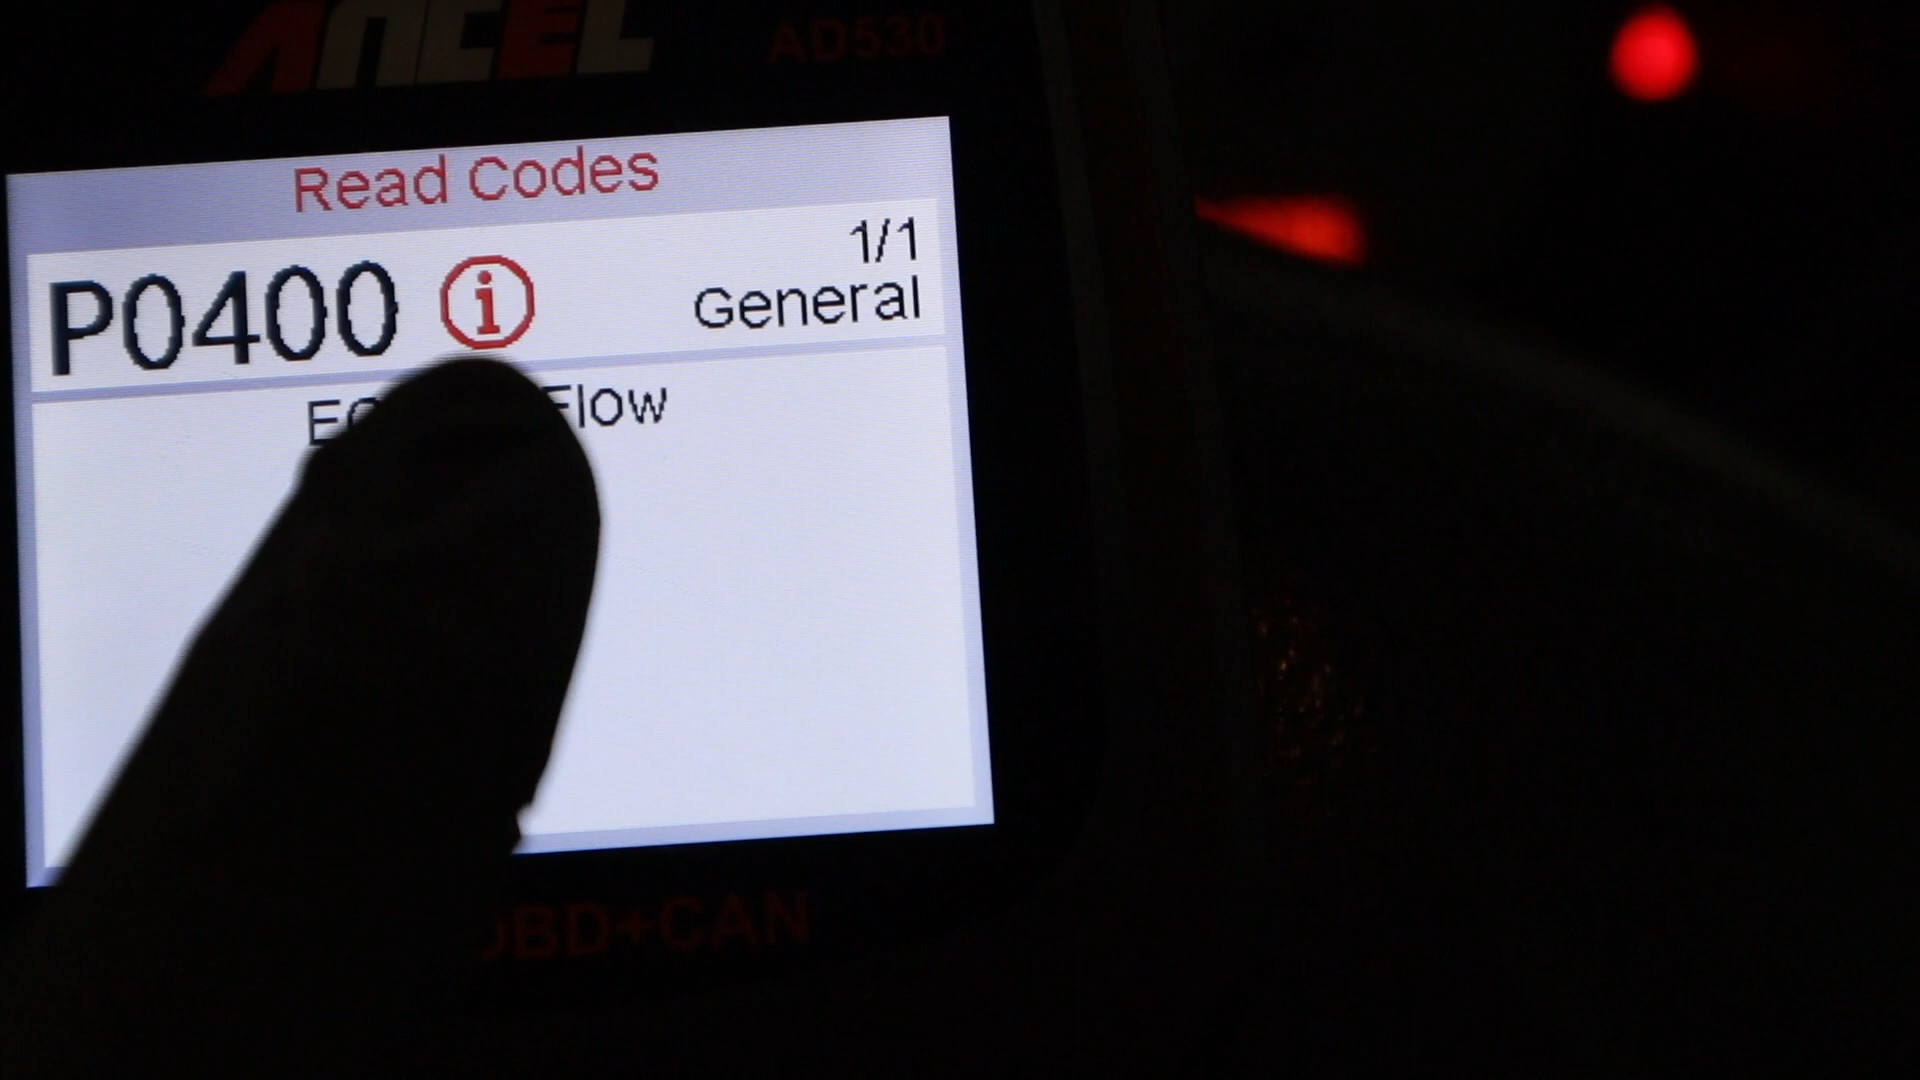 ANCEL AD530
Read Codes
1/1
P0400 i General
Flow
OBD+CAN